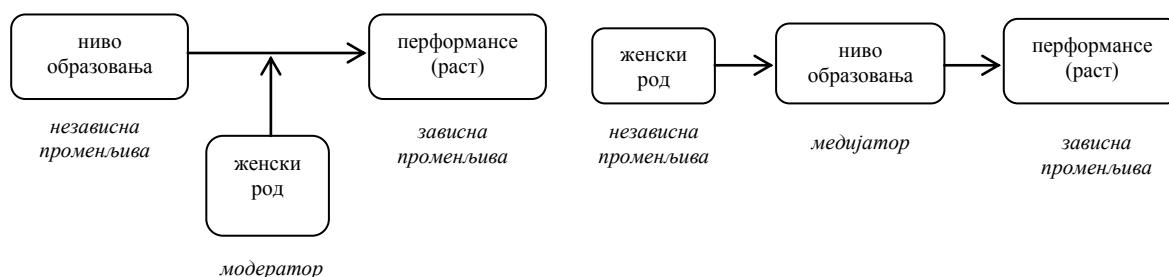 ниво
образовања
перформансе
(раст)
независна
променљива
зависна
променљива
женски
род
модератор
женски
род
ниво
образовања
перформансе
(раст)
независна
променљива
медијатор
зависна
променљива